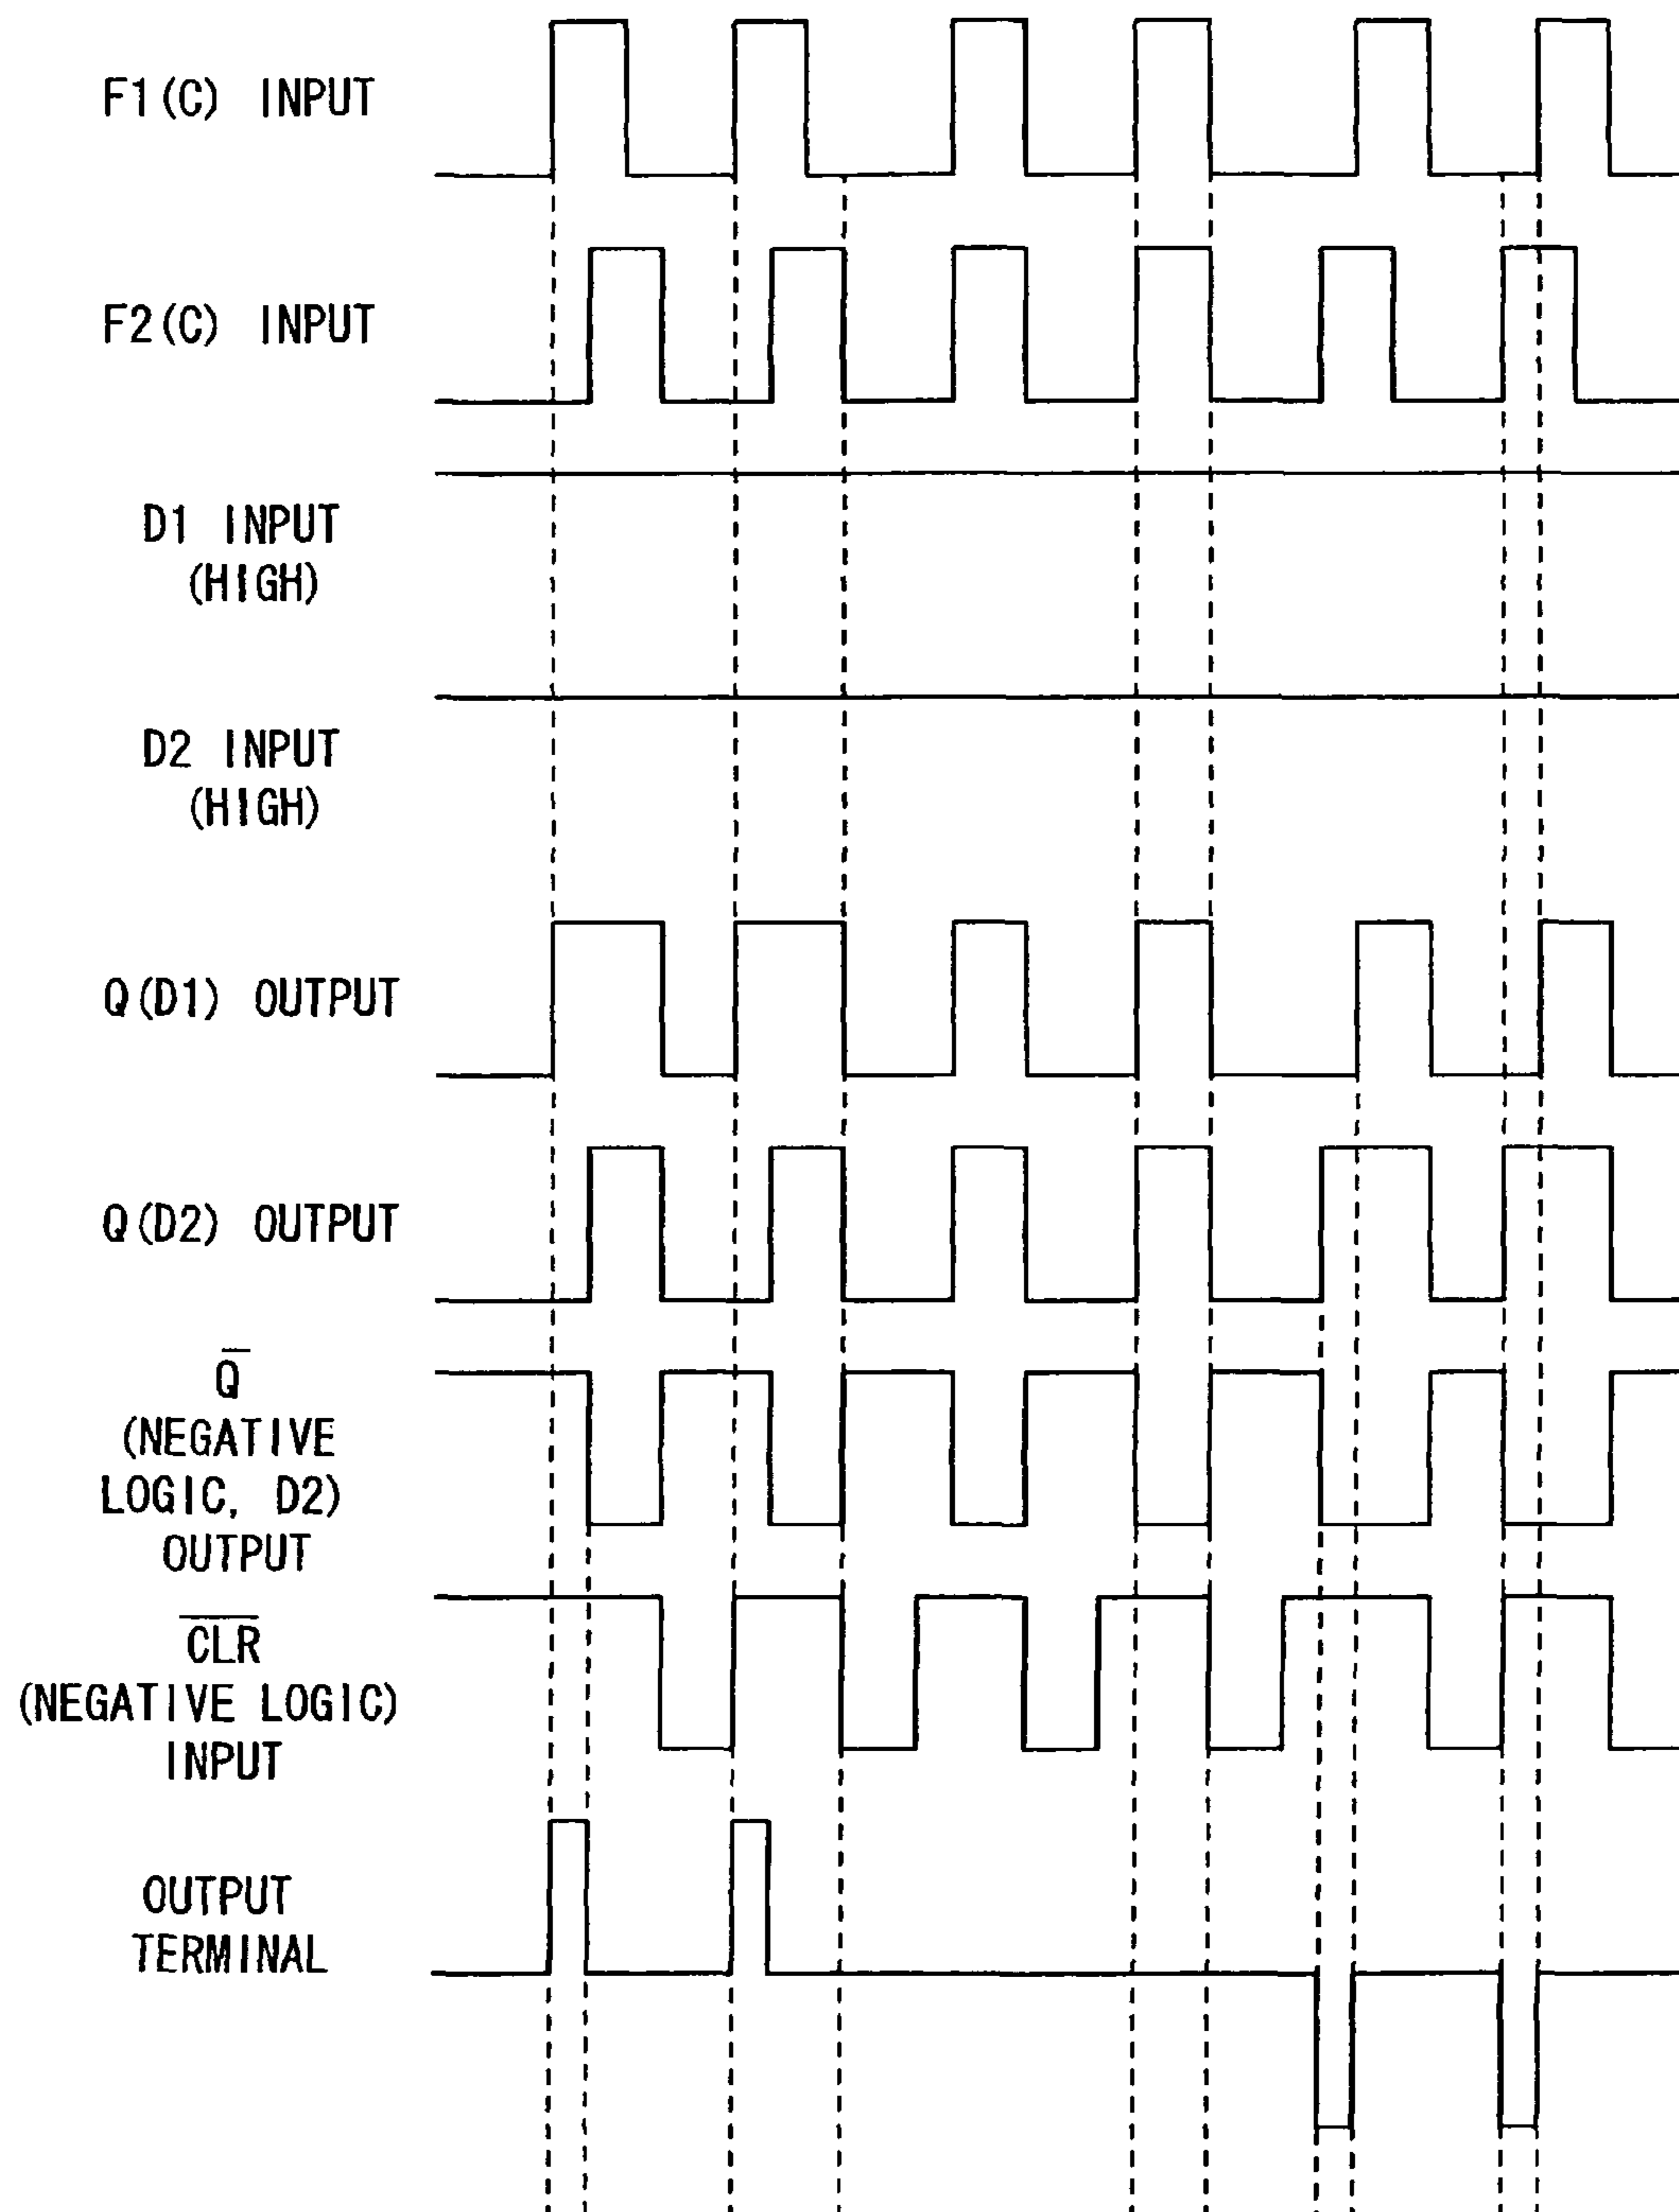 F1(C) INPUT
F2(C) INPUT
D1 INPUT
(HIGH)
D2 INPUT
(HIGH)
Q(D1) OUTPUT
Q(D2) OUTPUT
Q̅
(NEGATIVE
LOGIC, D2)
OUTPUT
C̅L̅R̅
(NEGATIVE LOGIC)
INPUT
OUTPUT
TERMINAL